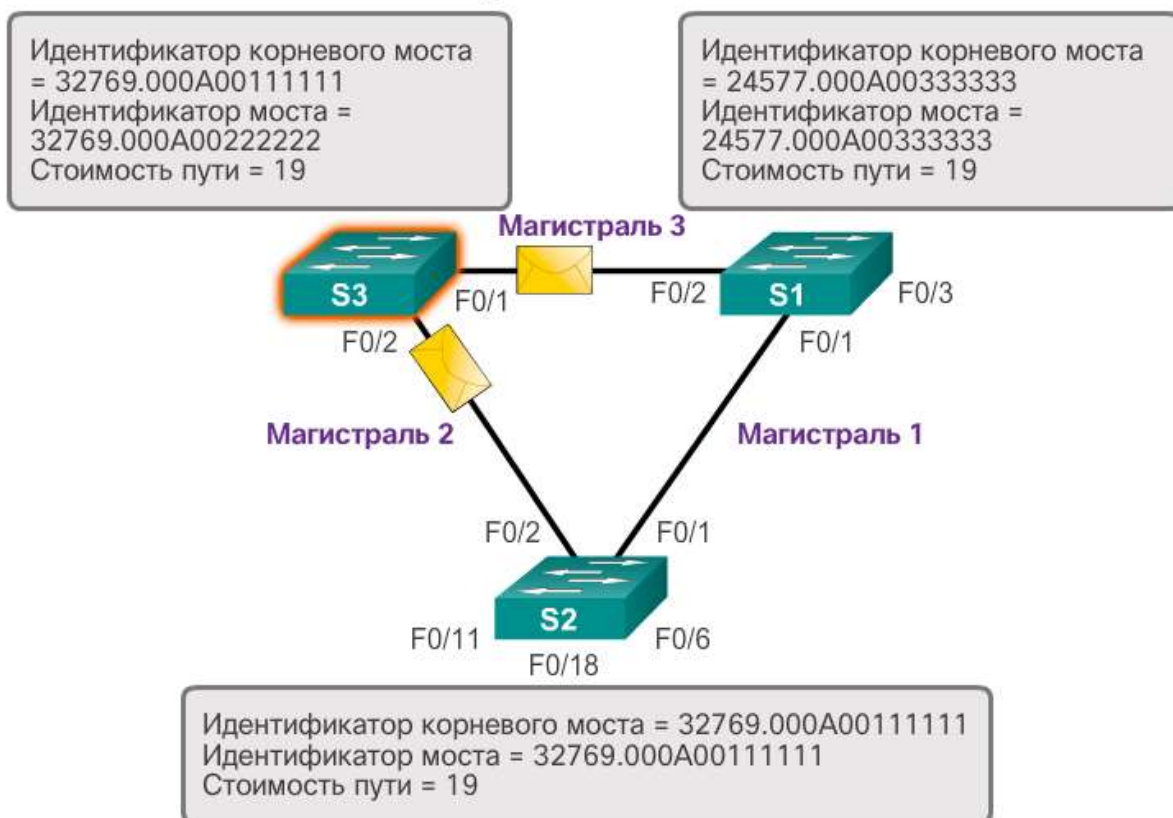 Идентификатор корневого моста
= 32769.000A00111111
Идентификатор моста =
32769.000A00222222
Стоимость пути = 19
Идентификатор корневого моста
= 24577.000A00333333
Идентификатор моста =
24577.000A00333333
Стоимость пути = 19
Магистраль 3
S3
F0/1
F0/2
S1
F0/3
F0/2
F0/1
Магистраль 2
Магистраль 1
F0/2
F0/1
S2
F0/11
F0/6
F0/18
Идентификатор корневого моста = 32769.000A00111111
Идентификатор моста = 32769.000A00111111
Стоимость пути = 19